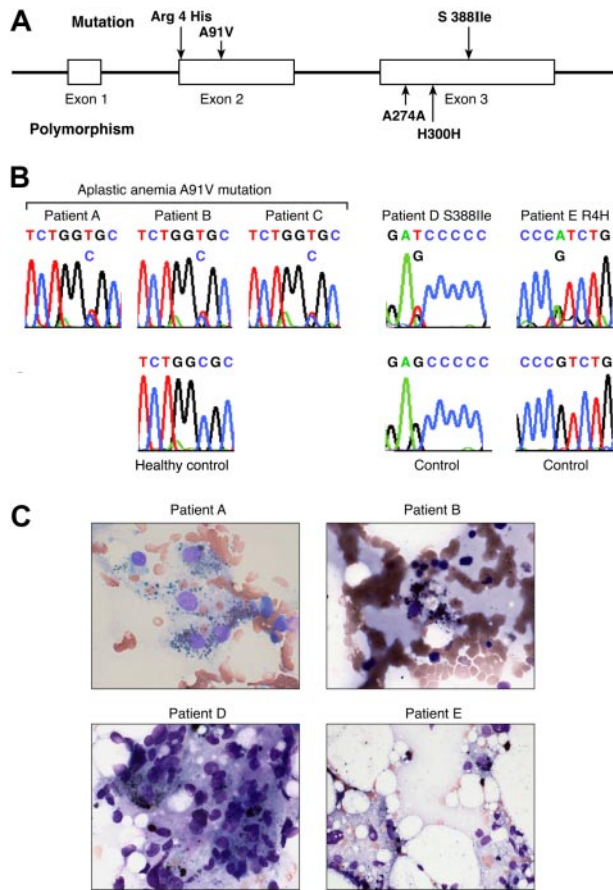 A
Mutation
Arg 4 His
A91V
S 388Ile
Exon 1
Exon 2
Exon 3
Polymorphism
A274A
H300H
B
Aplastic anemia A91V mutation
Patient A Patient B Patient C Patient D S388Ile Patient E R4H
TCTGGTGC TCTGGTGC TCTGGTGC GATCCCCC CCCATCTG
C C C G G
TCTGGCGC GAGCCCCC CCCGTCTG
Healthy control Control Control
C
Patient A Patient B
Patient D Patient E